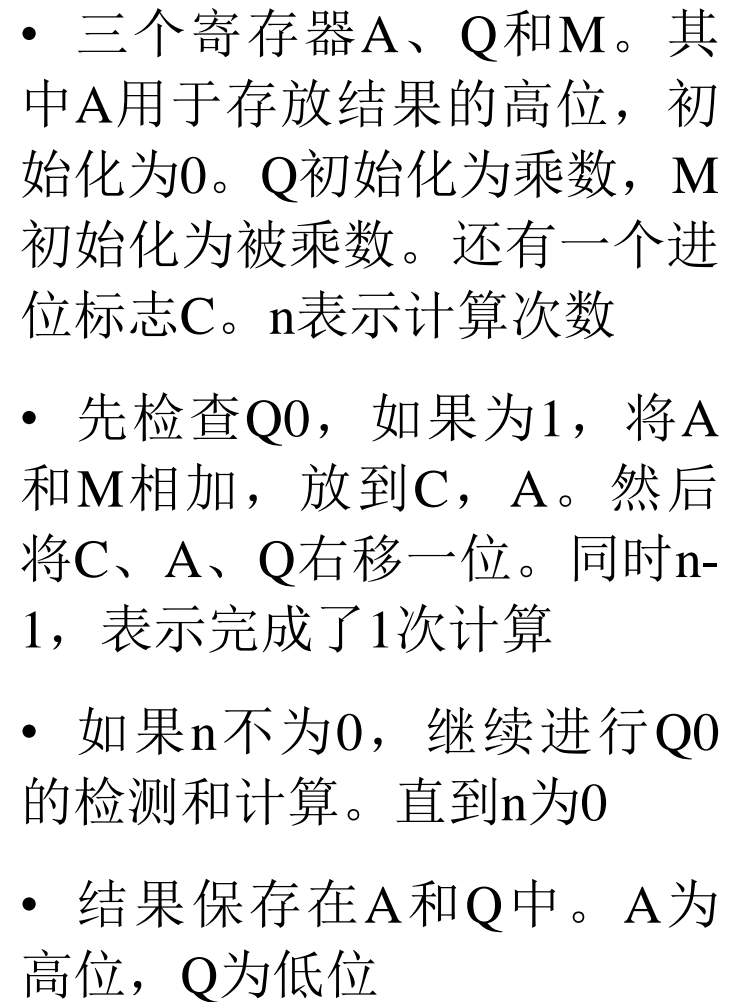 • 三个寄存器A、Q和M。其
中A用于存放结果的高位，初
始化为0。Q初始化为乘数，M
初始化为被乘数。还有一个进
位标志C。n表示计算次数
• 先检查Q0，如果为1，将A
和M相加，放到C，A。然后
将C、A、Q右移一位。同时n-
1，表示完成了1次计算
• 如果n不为0，继续进行Q0
的检测和计算。直到n为0
• 结果保存在A和Q中。A为
高位，Q为低位